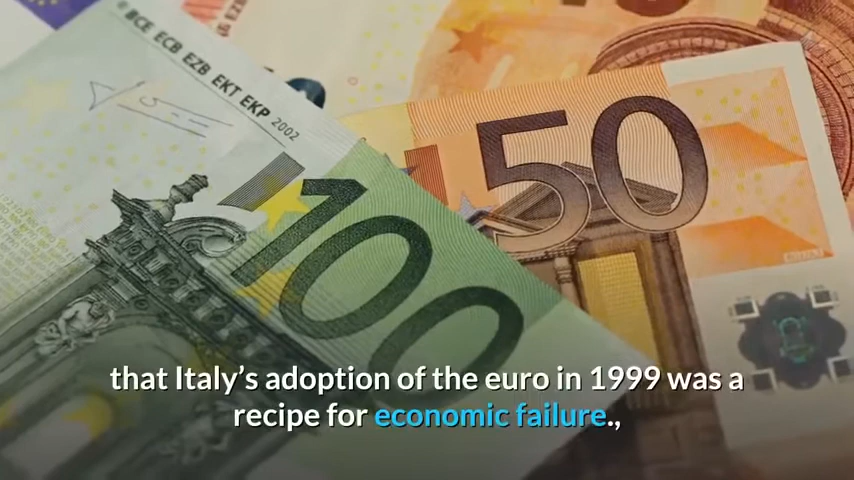 BCE ECB EZB EKT EKP 2002
50
100
that Italy's adoption of the euro in 1999 was a
recipe for economic failure.,